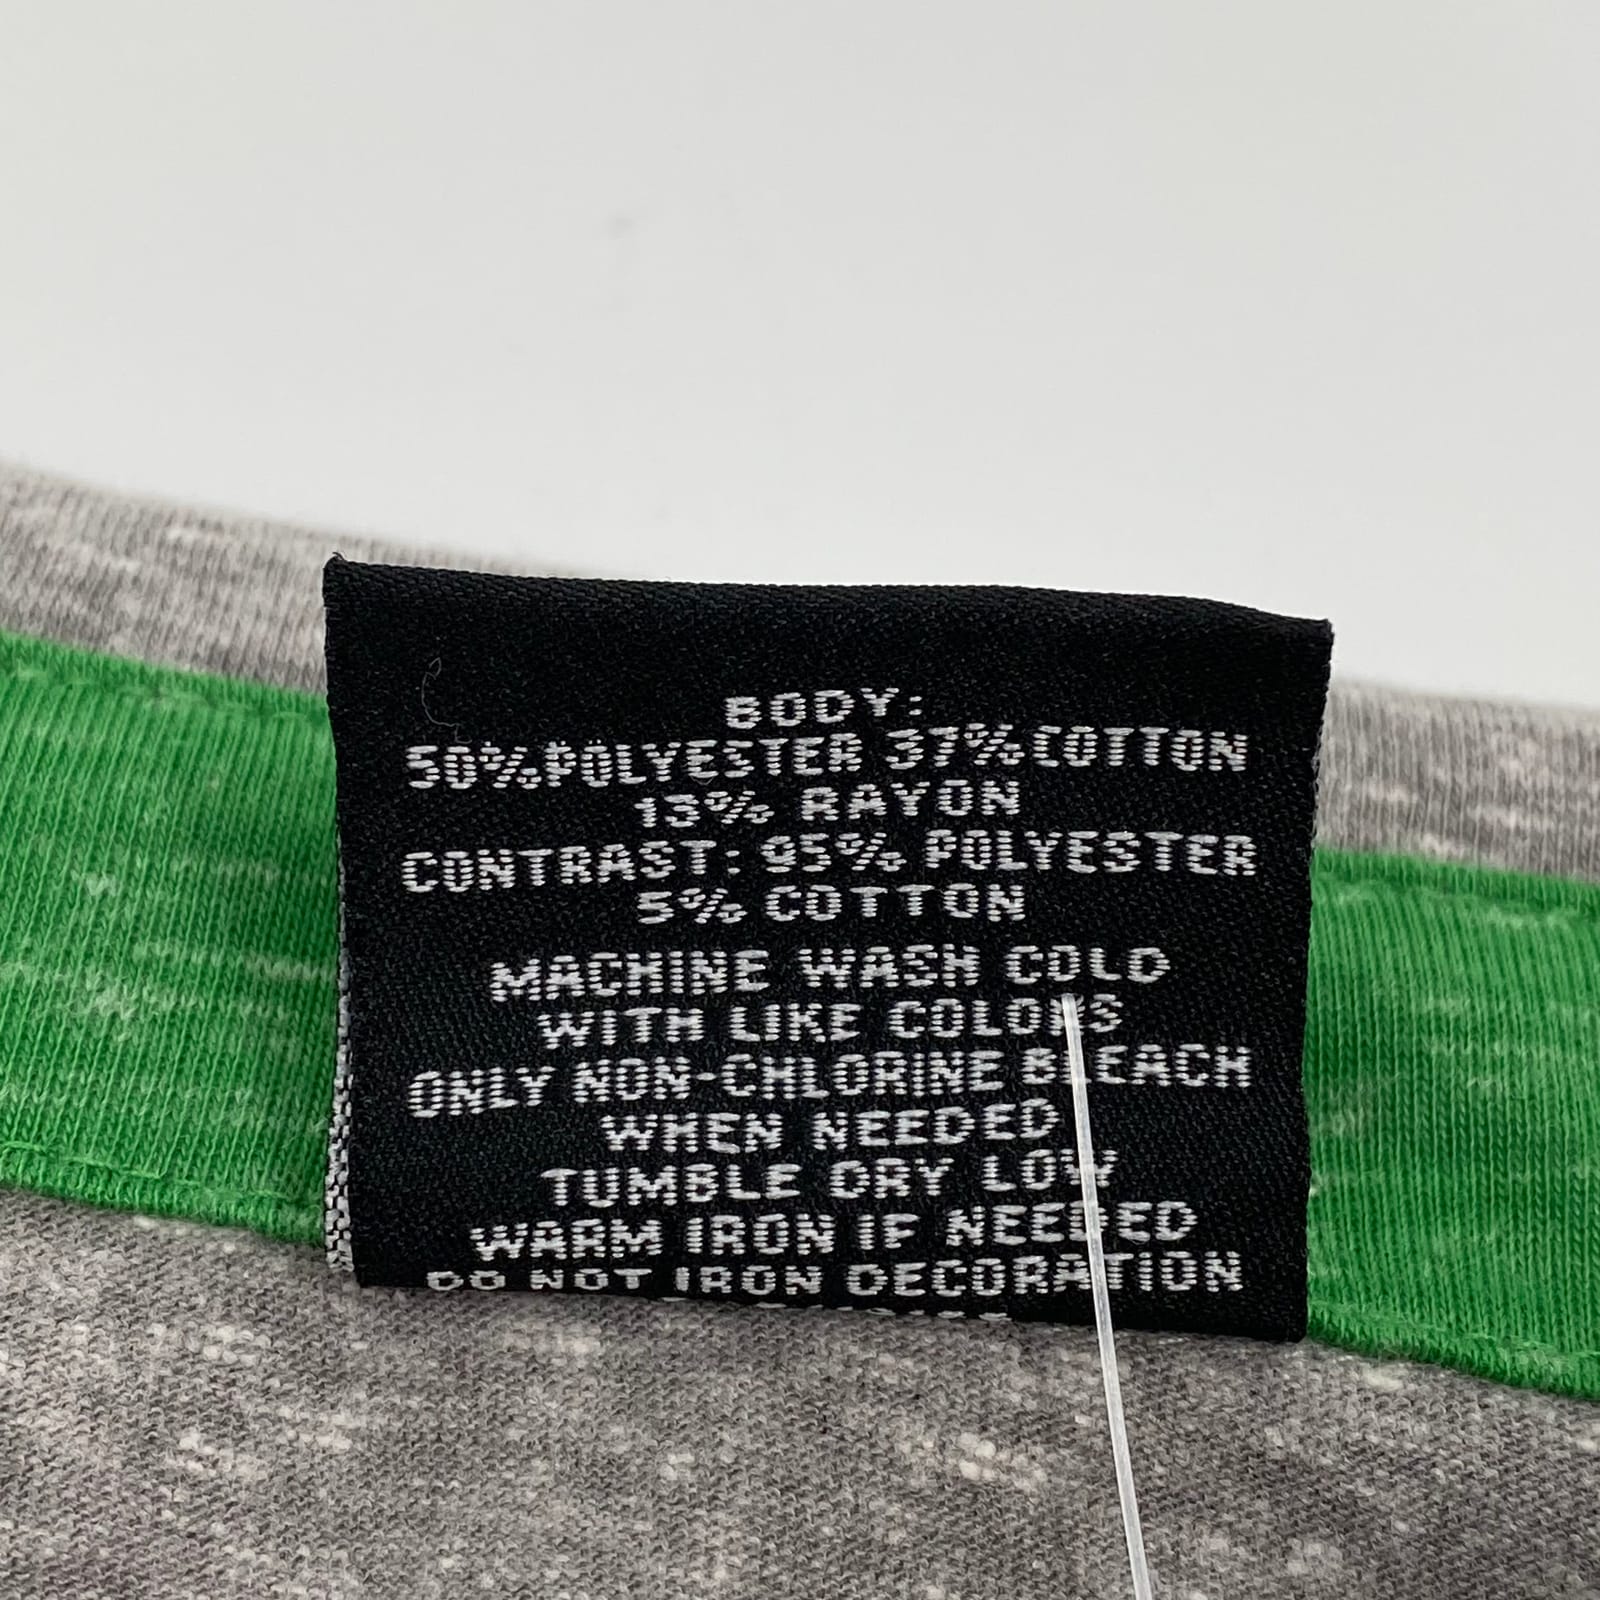 BODY:
50% POLYESTER 37% COTTON
13% RAYON
CONTRAST: 95% POLYESTER
5% COTTON
MACHINE WASH COLD
WITH LIKE COLORS
ONLY NON-CHLORINE BLEACH
WHEN NEEDED
TUMBLE DRY LOW
WARM IRON IF NEEDED
DO NOT IRON DECORATION